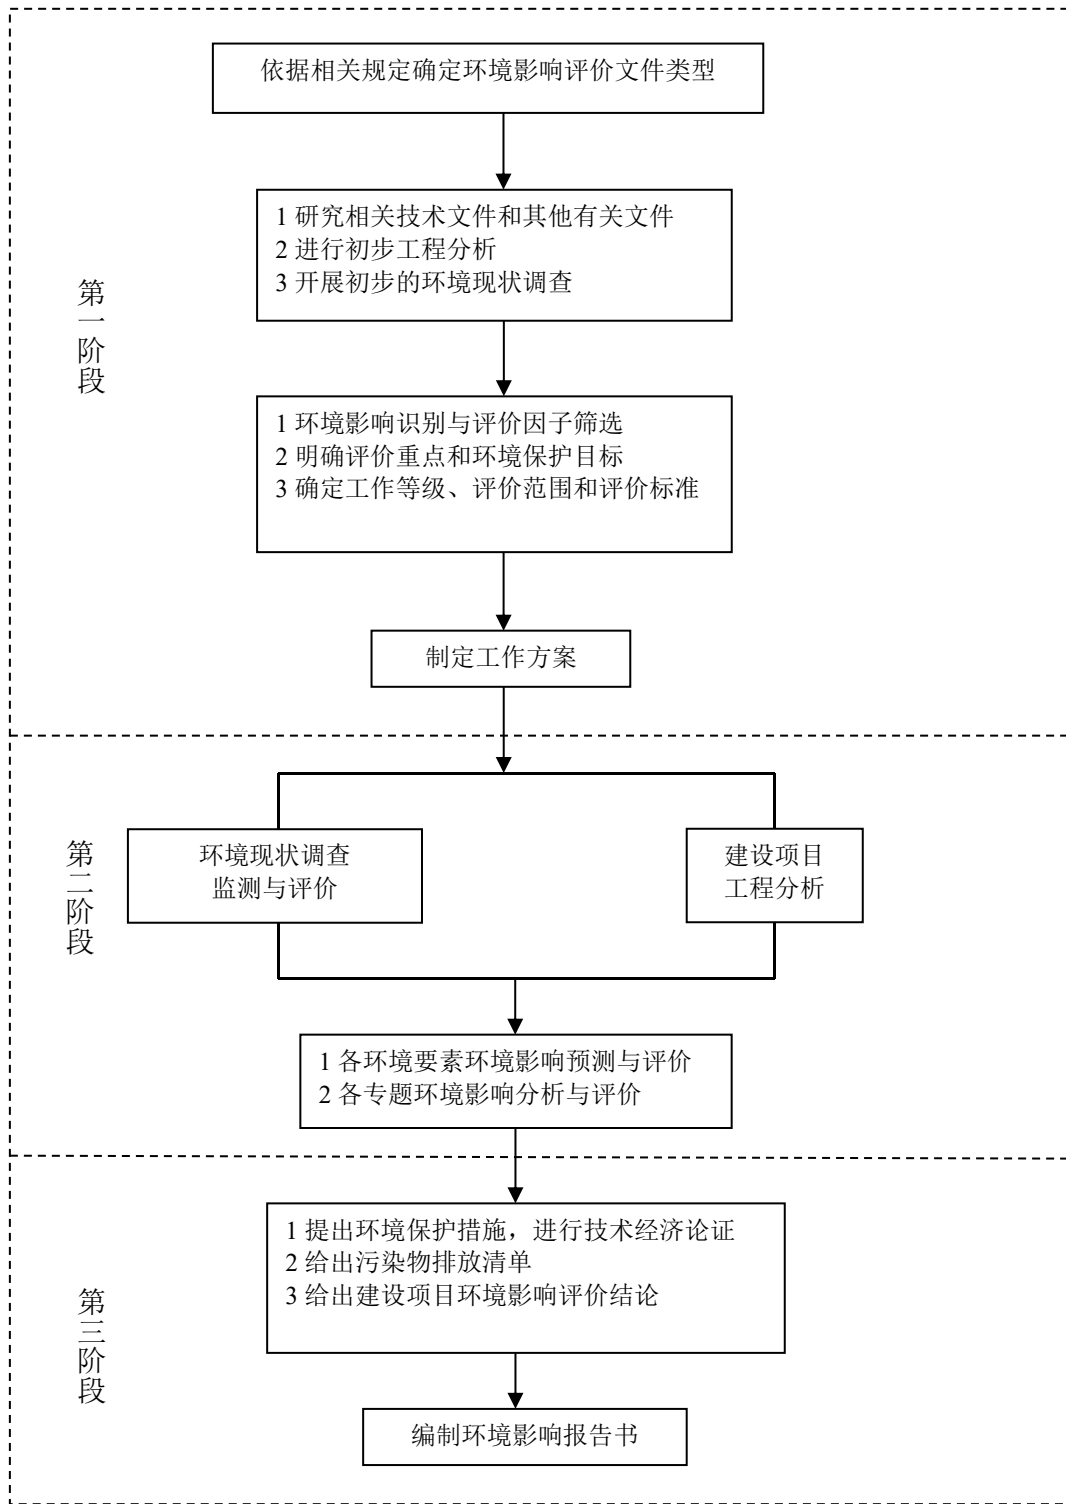 依据相关规定确定环境影响评价文件类型
1 研究相关技术文件和其他有关文件
2 进行初步工程分析
3 开展初步的环境现状调查
第一阶段
1 环境影响识别与评价因子筛选
2 明确评价重点和环境保护目标
3 确定工作等级、评价范围和评价标准
制定工作方案
第二阶段
环境现状调查
监测与评价
建设项目
工程分析
1 各环境要素环境影响预测与评价
2 各专题环境影响分析与评价
第三阶段
1 提出环境保护措施，进行技术经济论证
2 给出污染物排放清单
3 给出建设项目环境影响评价结论
编制环境影响报告书